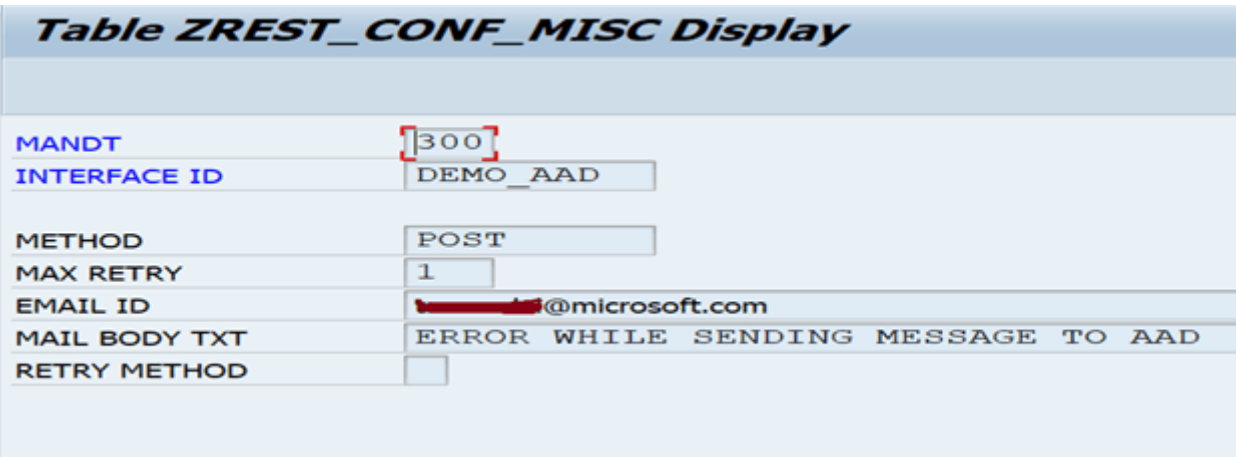 Table ZREST_CONF_MISC Display
MANDT 300
INTERFACE ID DEMO_AAD
METHOD POST
MAX RETRY 1
EMAIL ID @microsoft.com
MAIL BODY TXT ERROR WHILE SENDING MESSAGE TO AAD
RETRY METHOD